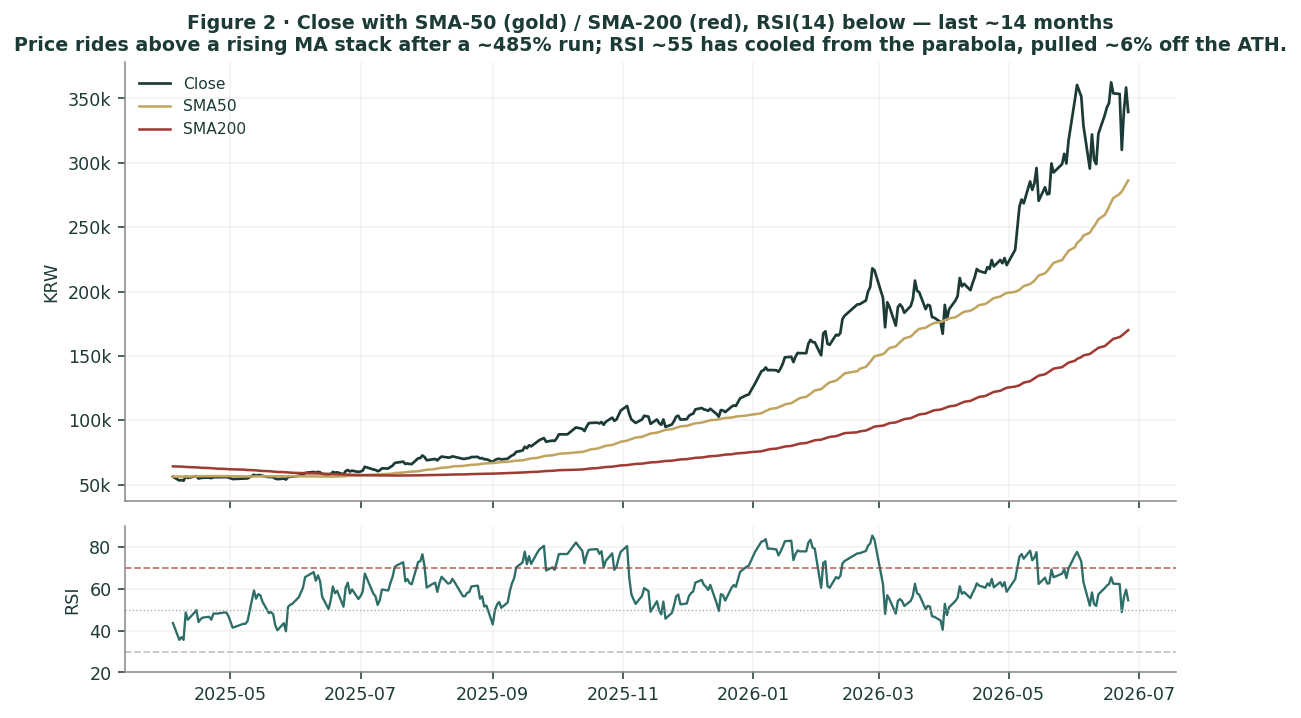 Figure 2 · Close with SMA-50 (gold) / SMA-200 (red), RSI(14) below — last ~14 months
Price rides above a rising MA stack after a ~485% run; RSI ~55 has cooled from the parabola, pulled ~6% off the ATH.
Close
SMA50
SMA200
350k
300k
250k
200k
150k
100k
50k
KRW
80
60
40
20
RSI
2025-05
2025-07
2025-09
2025-11
2026-01
2026-03
2026-05
2026-07